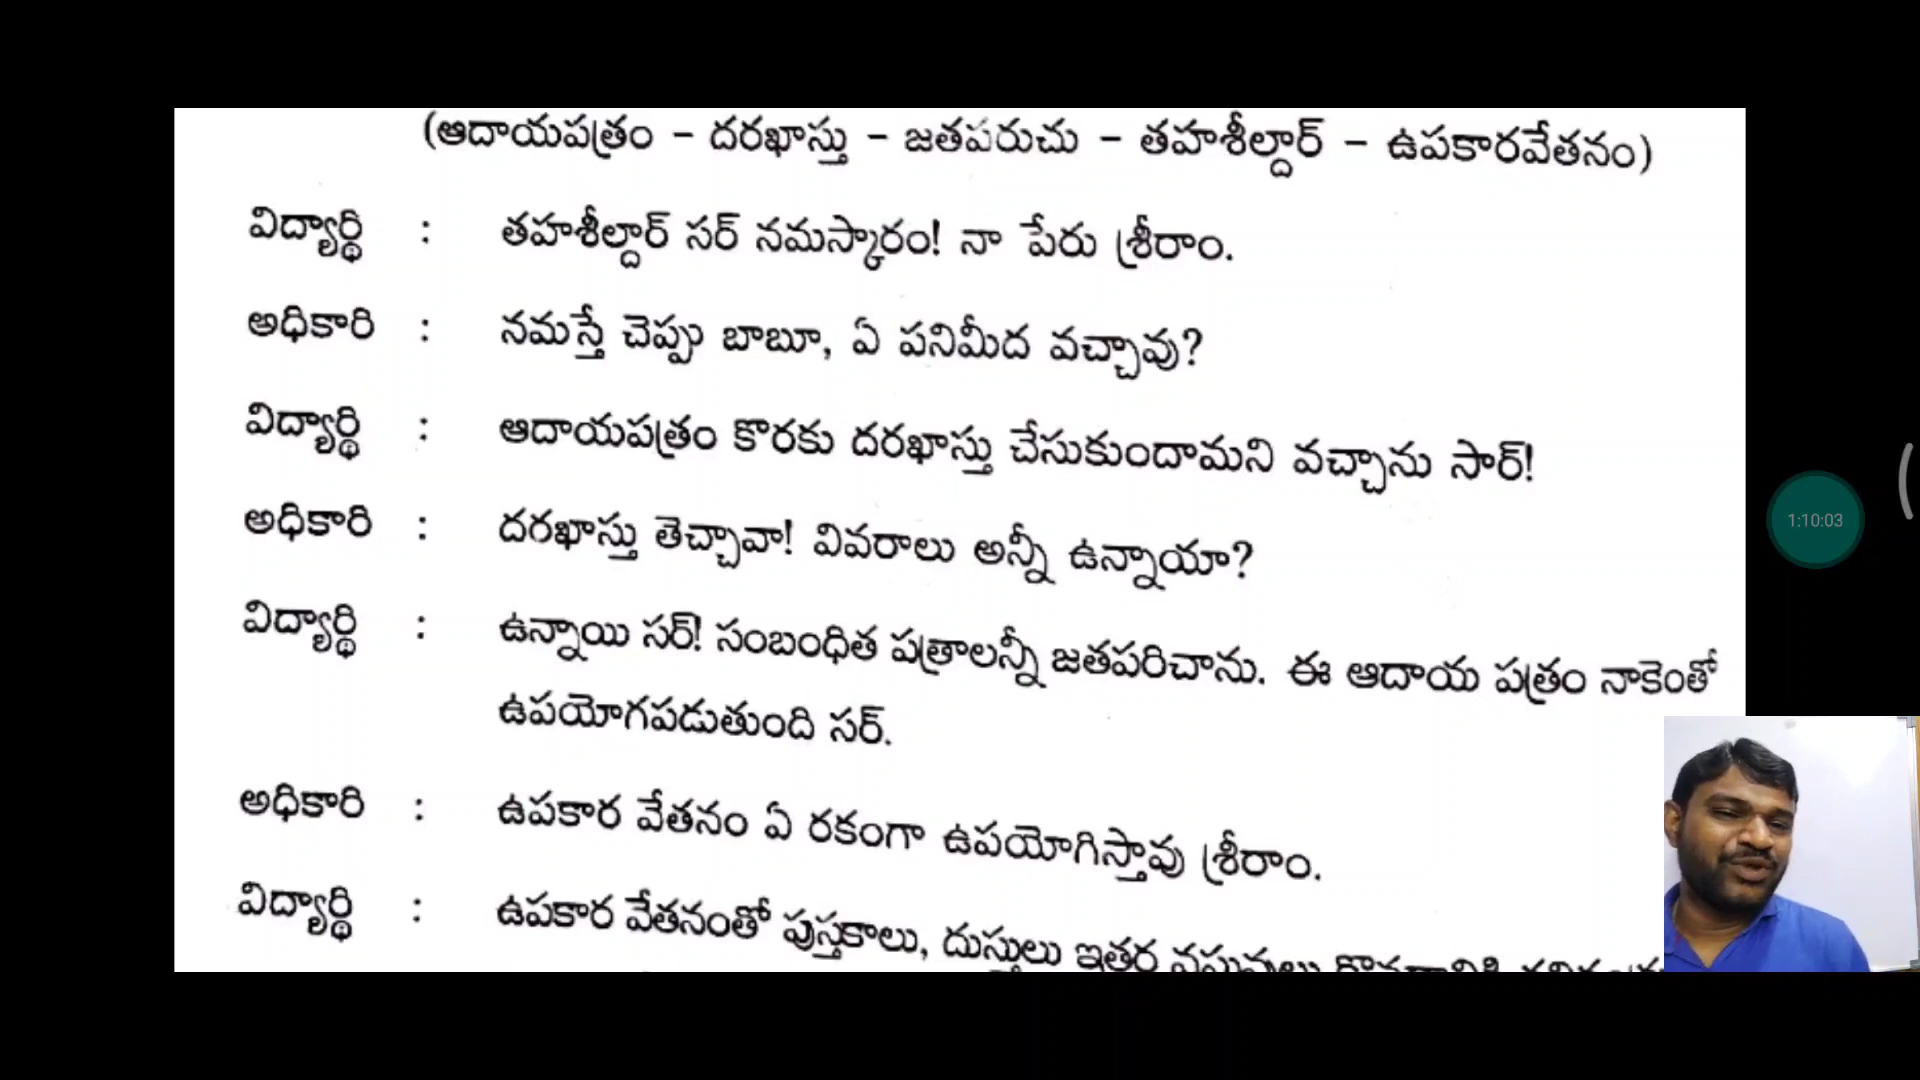 (ఆదాయపత్రం - దరఖాస్తు - జతపరుచు - తహశీల్దార్ - ఉపకారవేతనం)
విద్యార్థి : తహశీల్దార్ సర్ నమస్కారం! నా పేరు శ్రీరాం.
అధికారి : నమస్తే చెప్పు బాబూ, ఏ పనిమీద వచ్చావు?
విద్యార్థి : ఆదాయపత్రం కొరకు దరఖాస్తు చేసుకుందామని వచ్చాను సార్!
అధికారి : దరఖాస్తు తెచ్చావా! వివరాలు అన్నీ ఉన్నాయా?
విద్యార్థి : ఉన్నాయి సర్! సంబంధిత పత్రాలన్నీ జతపరిచాను. ఈ ఆదాయ పత్రం నాకెంతో
ఉపయోగపడుతుంది సర్.
అధికారి : ఉపకార వేతనం ఏ రకంగా ఉపయోగిస్తావు శ్రీరాం.
విద్యార్థి : ఉపకార వేతనంతో పుస్తకాలు, దుస్తులు ఇతర
1:10:03